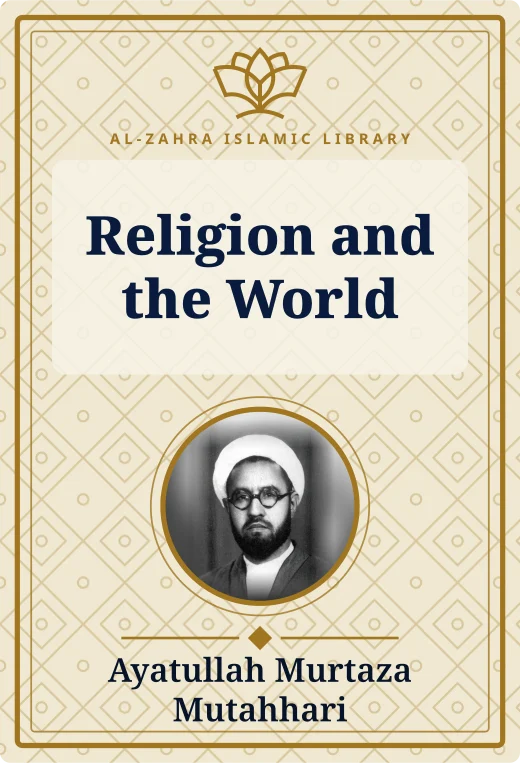 AL-ZAHRA ISLAMIC LIBRARY
Religion and
the World
Ayatullah Murtaza
Mutahhari